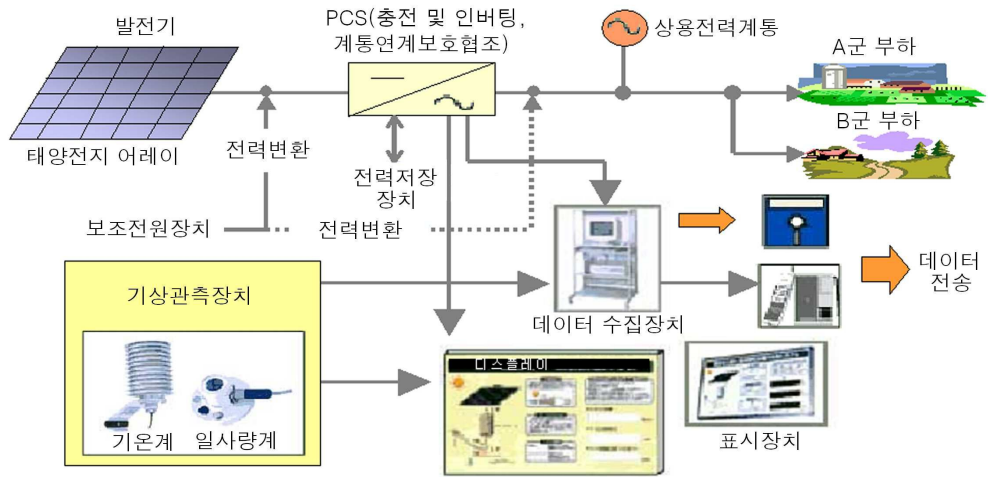 발전기
PCS(충전 및 인버팅,
계통연계보호협조)
상용전력계통
A군 부하
B군 부하
태양전지 어레이
전력변환
전력저장
장치
보조전원장치
전력변환
기상관측장치
데이터 수집장치
데이터
전송
디스플레이
기온계
일사량계
표시장치